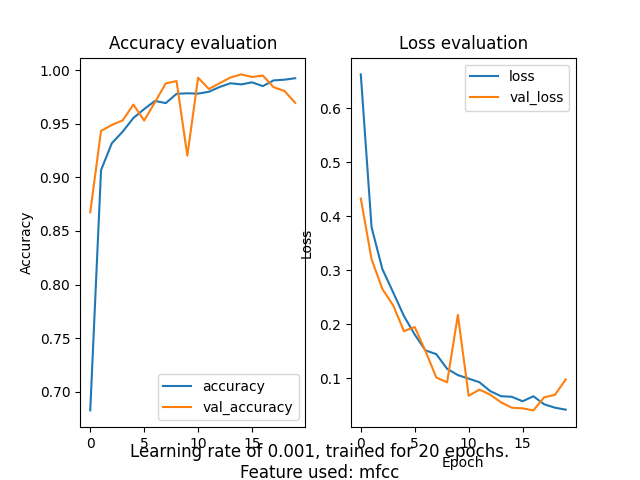 Accuracy evaluation
Loss evaluation
1.00
0.95
0.90
0.85
0.80
0.75
0.70
Accuracy
accuracy
val_accuracy
0 5 10 15
0.6
0.5
0.4
0.3
0.2
0.1
Loss
loss
val_loss
0 5 10 15
Epoch
Learning rate of 0.001, trained for 20 epochs.
Feature used: mfcc